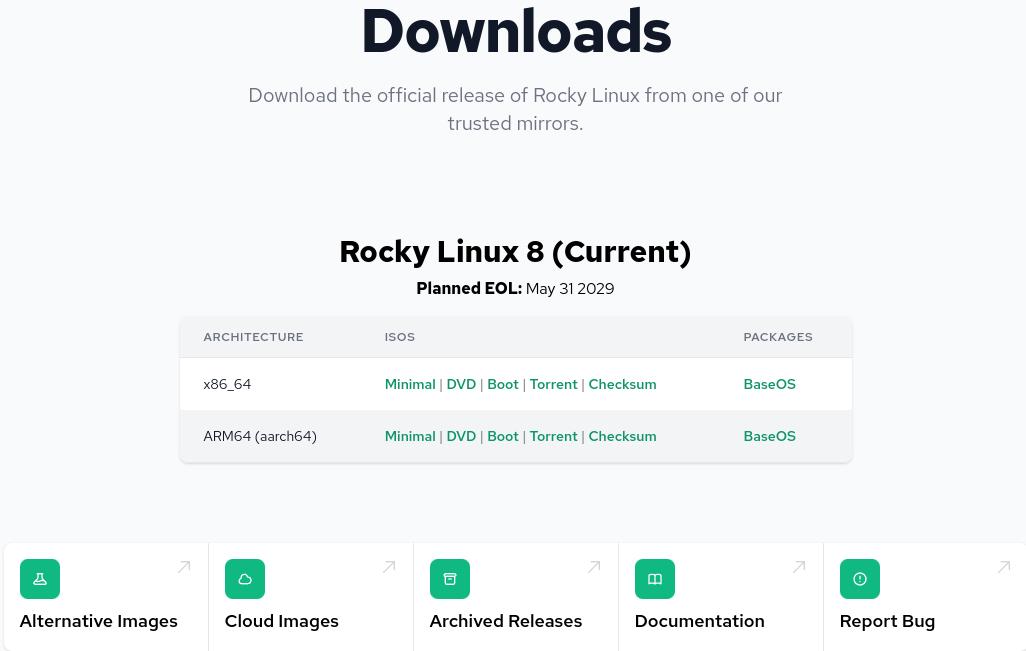 Downloads
Download the official release of Rocky Linux from one of our
trusted mirrors.
Rocky Linux 8 (Current)
Planned EOL: May 31 2029
ARCHITECTURE ISOS PACKAGES
x86_64 Minimal | DVD | Boot | Torrent | Checksum BaseOS
ARM64 (aarch64) Minimal | DVD | Boot | Torrent | Checksum BaseOS
Alternative Images Cloud Images Archived Releases Documentation Report Bug